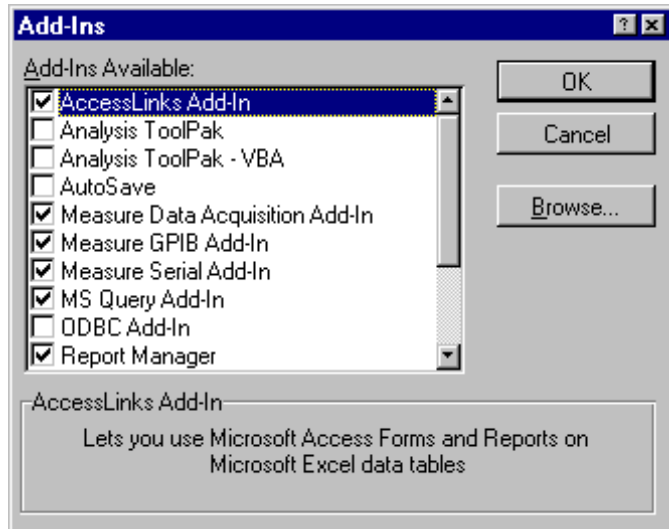 Add-Ins
Add-Ins Available:
AccessLinks Add-In
Analysis ToolPak
Analysis ToolPak - VBA
AutoSave
Measure Data Acquisition Add-In
Measure GPIB Add-In
Measure Serial Add-In
MS Query Add-In
ODBC Add-In
Report Manager
OK
Cancel
Browse...
AccessLinks Add-In
Lets you use Microsoft Access Forms and Reports on
Microsoft Excel data tables